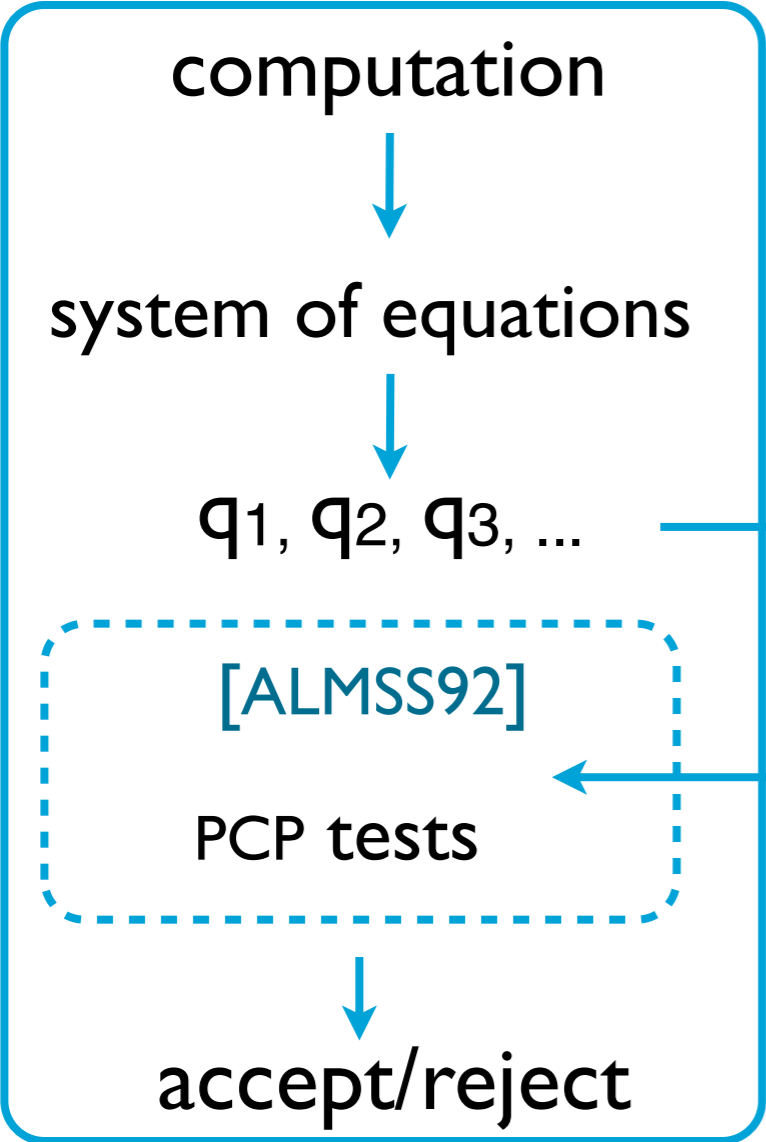 computation
system of equations
q1, q2, q3, ...
[ALMSS92]
PCP tests
accept/reject